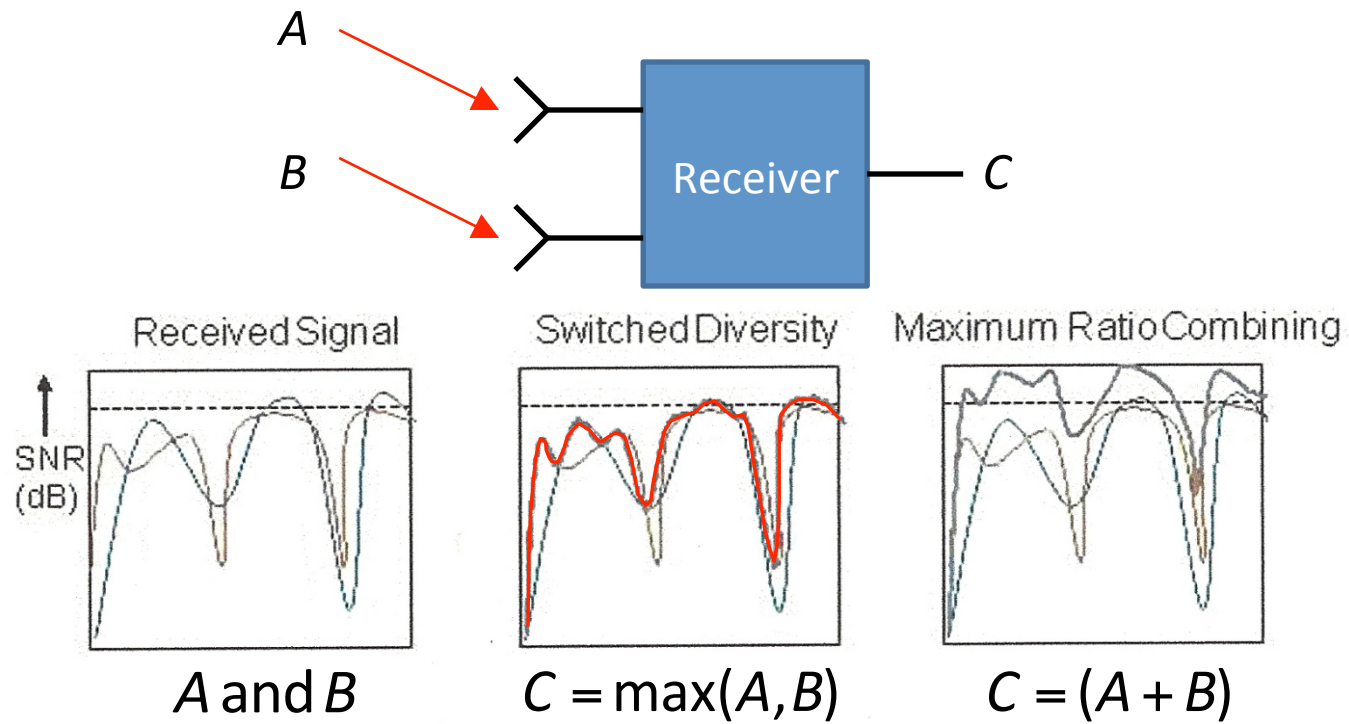 A
B
Receiver
C
Received Signal
Switched Diversity
Maximum Ratio Combining
SNR
(dB)
A and B
C = max(A,B)
C = (A + B)